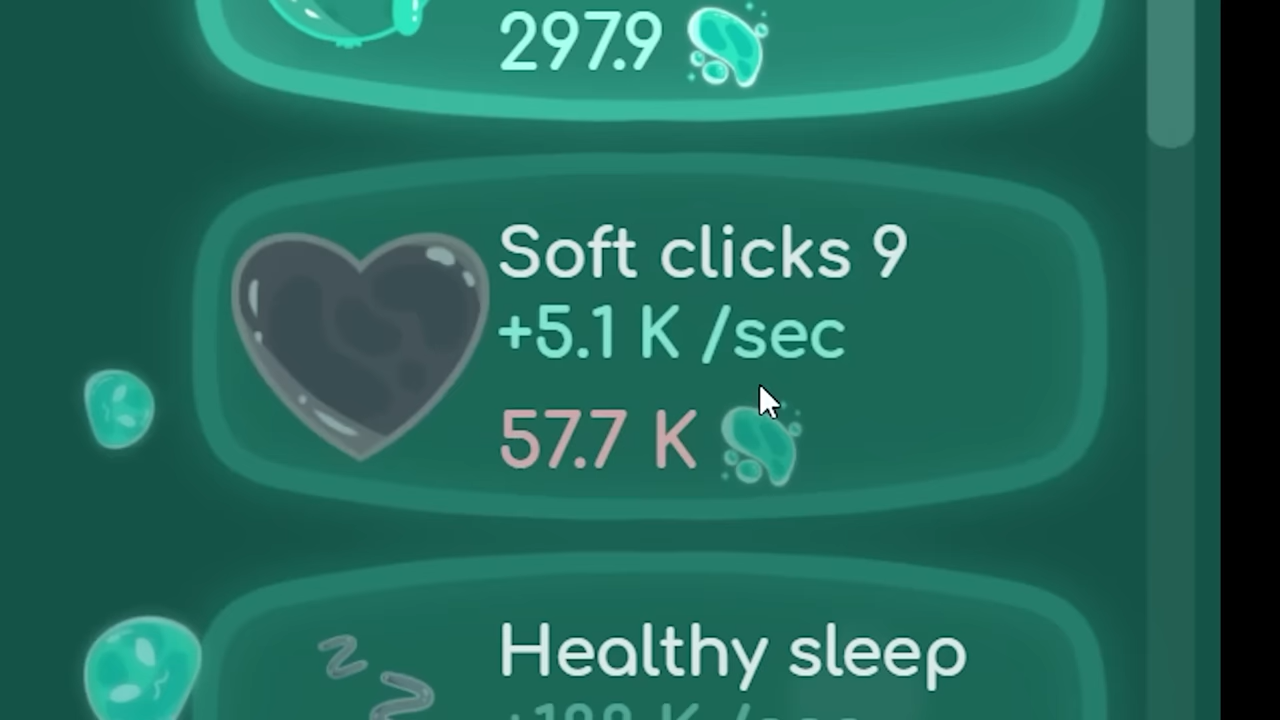 297.9
Soft clicks 9
+5.1 K /sec
57.7 K
Healthy sleep